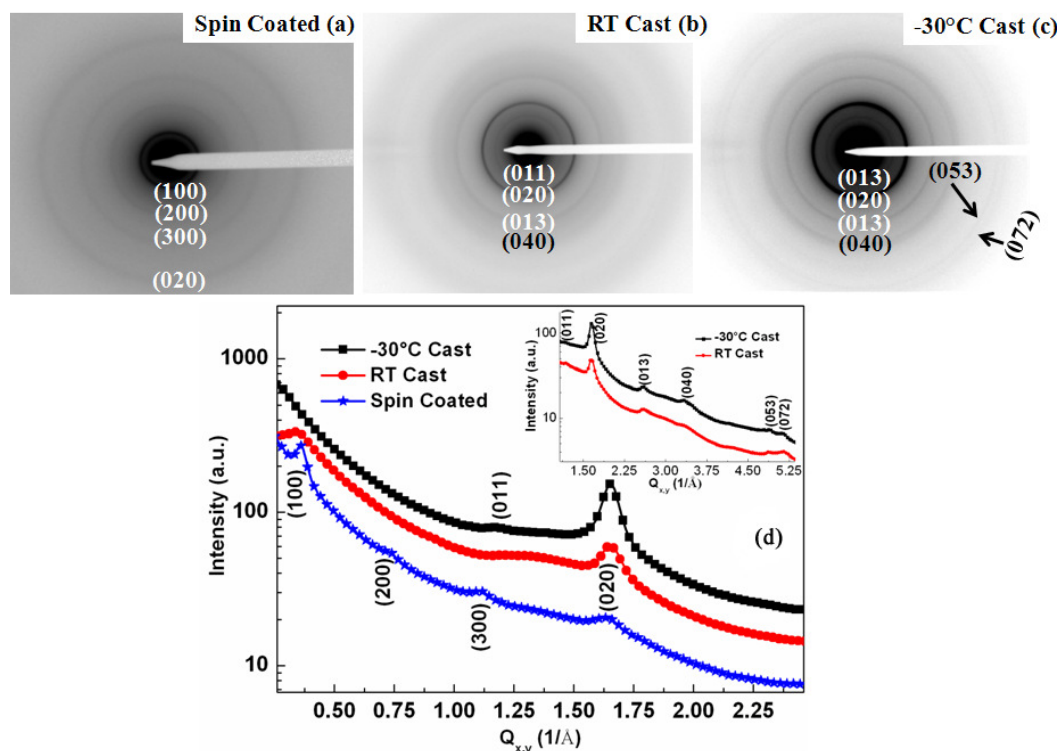 Spin Coated (a)
RT Cast (b)
-30°C Cast (c)
(100)
(200)
(300)
(020)
(011)
(020)
(013)
(040)
(013)
(020)
(013)
(040)
(053)
(072)
1000
100
10
Intensity (a.u.)
-30°C Cast
RT Cast
Spin Coated
(100)
(200)
(300)
(011)
(020)
(d)
0.50 0.75 1.00 1.25 1.50 1.75 2.00 2.25
Qx,y (1/Å)
100
10
Intensity (a.u.)
(011)
(020)
(013)
(040)
(053)
(072)
-30°C Cast
RT Cast
1.50 2.25 3.00 3.75 4.50 5.25
Qx,y (1/Å)